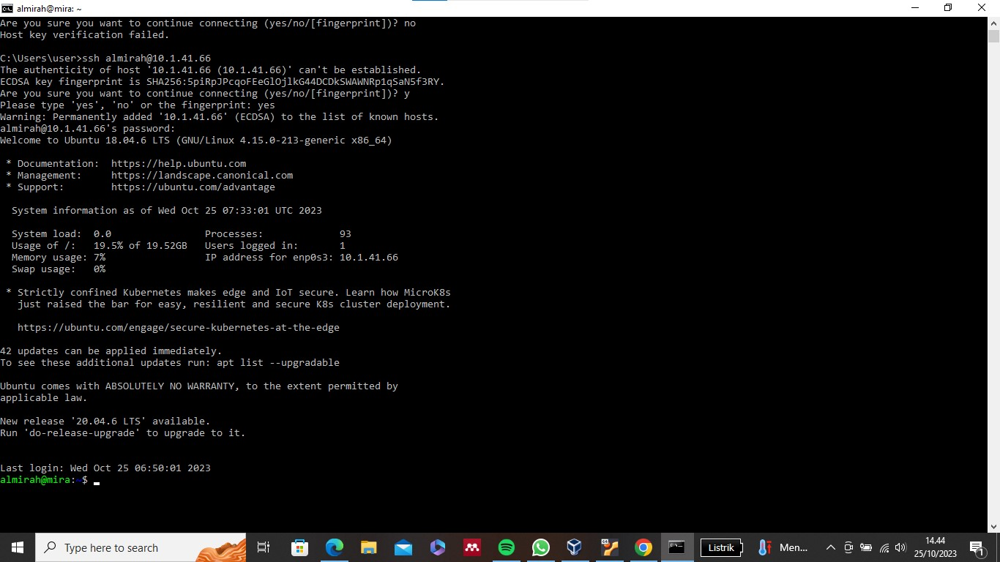 almirah@mira: ~
Are you sure you want to continue connecting (yes/no/[fingerprint])? no
Host key verification failed.
C:\Users\user>ssh almirah@10.1.41.66
The authenticity of host '10.1.41.66 (10.1.41.66)' can't be established.
ECDSA key fingerprint is SHA256:5piRpJPcqoFEeGlOjlkG44DCDkSWAWNRp1qSaN5f3RY.
Are you sure you want to continue connecting (yes/no/[fingerprint])? y
Please type 'yes', 'no' or the fingerprint: yes
Warning: Permanently added '10.1.41.66' (ECDSA) to the list of known hosts.
almirah@10.1.41.66's password:
Welcome to Ubuntu 18.04.6 LTS (GNU/Linux 4.15.0-213-generic x86_64)
* Documentation:  https://help.ubuntu.com
* Management:     https://landscape.canonical.com
* Support:        https://ubuntu.com/advantage
System information as of Wed Oct 25 07:33:01 UTC 2023
System load:  0.0                Processes:             93
Usage of /:   19.5% of 19.52GB   Users logged in:       1
Memory usage: 7%                 IP address for enp0s3: 10.1.41.66
Swap usage:   0%
* Strictly confined Kubernetes makes edge and IoT secure. Learn how MicroK8s
just raised the bar for easy, resilient and secure K8s cluster deployment.
https://ubuntu.com/engage/secure-kubernetes-at-the-edge
42 updates can be applied immediately.
To see these additional updates run: apt list --upgradable
Ubuntu comes with ABSOLUTELY NO WARRANTY, to the extent permitted by
applicable law.
New release '20.04.6 LTS' available.
Run 'do-release-upgrade' to upgrade to it.
Last login: Wed Oct 25 06:50:01 2023
almirah@mira:~$
Type here to search
Listrik
Men...
14.44
25/10/2023
1